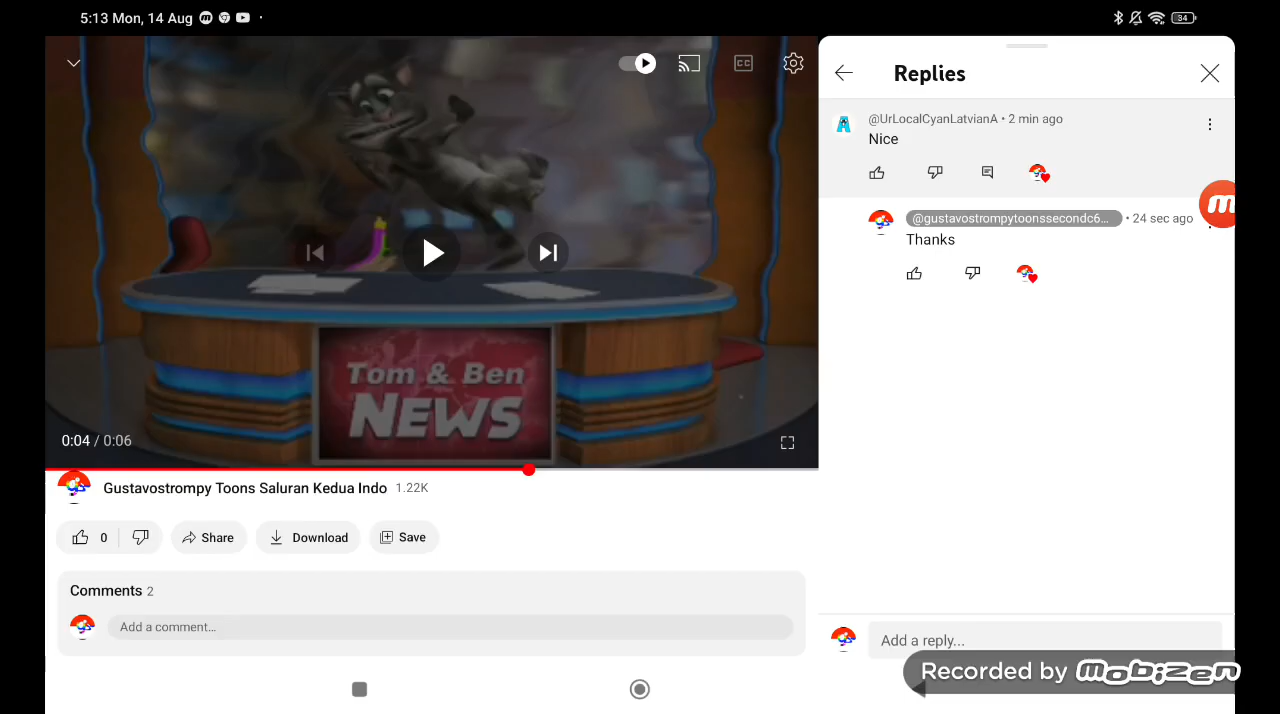 5:13 Mon, 14 Aug
34
CC
Tom & Ben
NEWS
0:04 / 0:06
Gustavostrompy Toons Saluran Kedua Indo 1.22K
0 Share Download Save
Comments 2
Add a comment...
Replies
@UrLocalCyanLatvianA • 2 min ago
Nice
@gustavostrompytoonssecondc6... • 24 sec ago
Thanks
Add a reply...
Recorded by mobizen